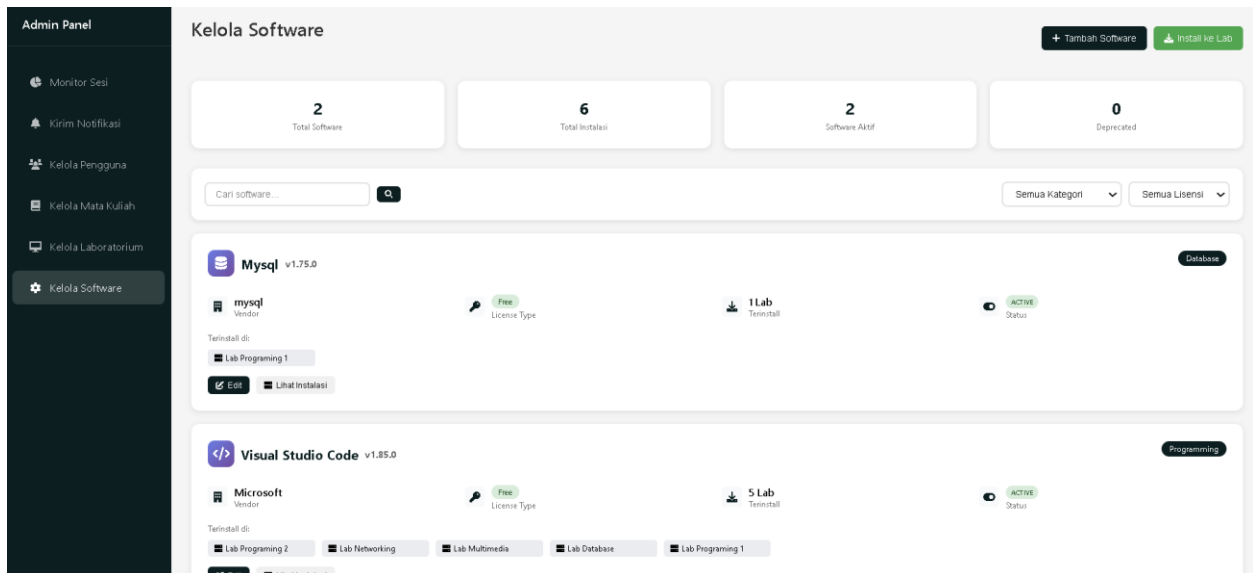 Admin Panel
Monitor Sesi
Kirim Notifikasi
Kelola Pengguna
Kelola Mata Kuliah
Kelola Laboratorium
Kelola Software
Kelola Software
+ Tambah Software
Install ke Lab
2
Total Software
6
Total Instalasi
2
Software Aktif
0
Deprecated
Cari software...
Semua Kategori
Semua Lisensi
Mysql v1.75.0
Database
mysql
Vendor
Free
License Type
1 Lab
Terinstall
ACTIVE
Status
Terinstall di:
Lab Programing 1
Edit
Lihat Instalasi
Visual Studio Code v1.85.0
Programming
Microsoft
Vendor
Free
License Type
5 Lab
Terinstall
ACTIVE
Status
Terinstall di:
Lab Programing 2
Lab Networking
Lab Multimedia
Lab Database
Lab Programing 1